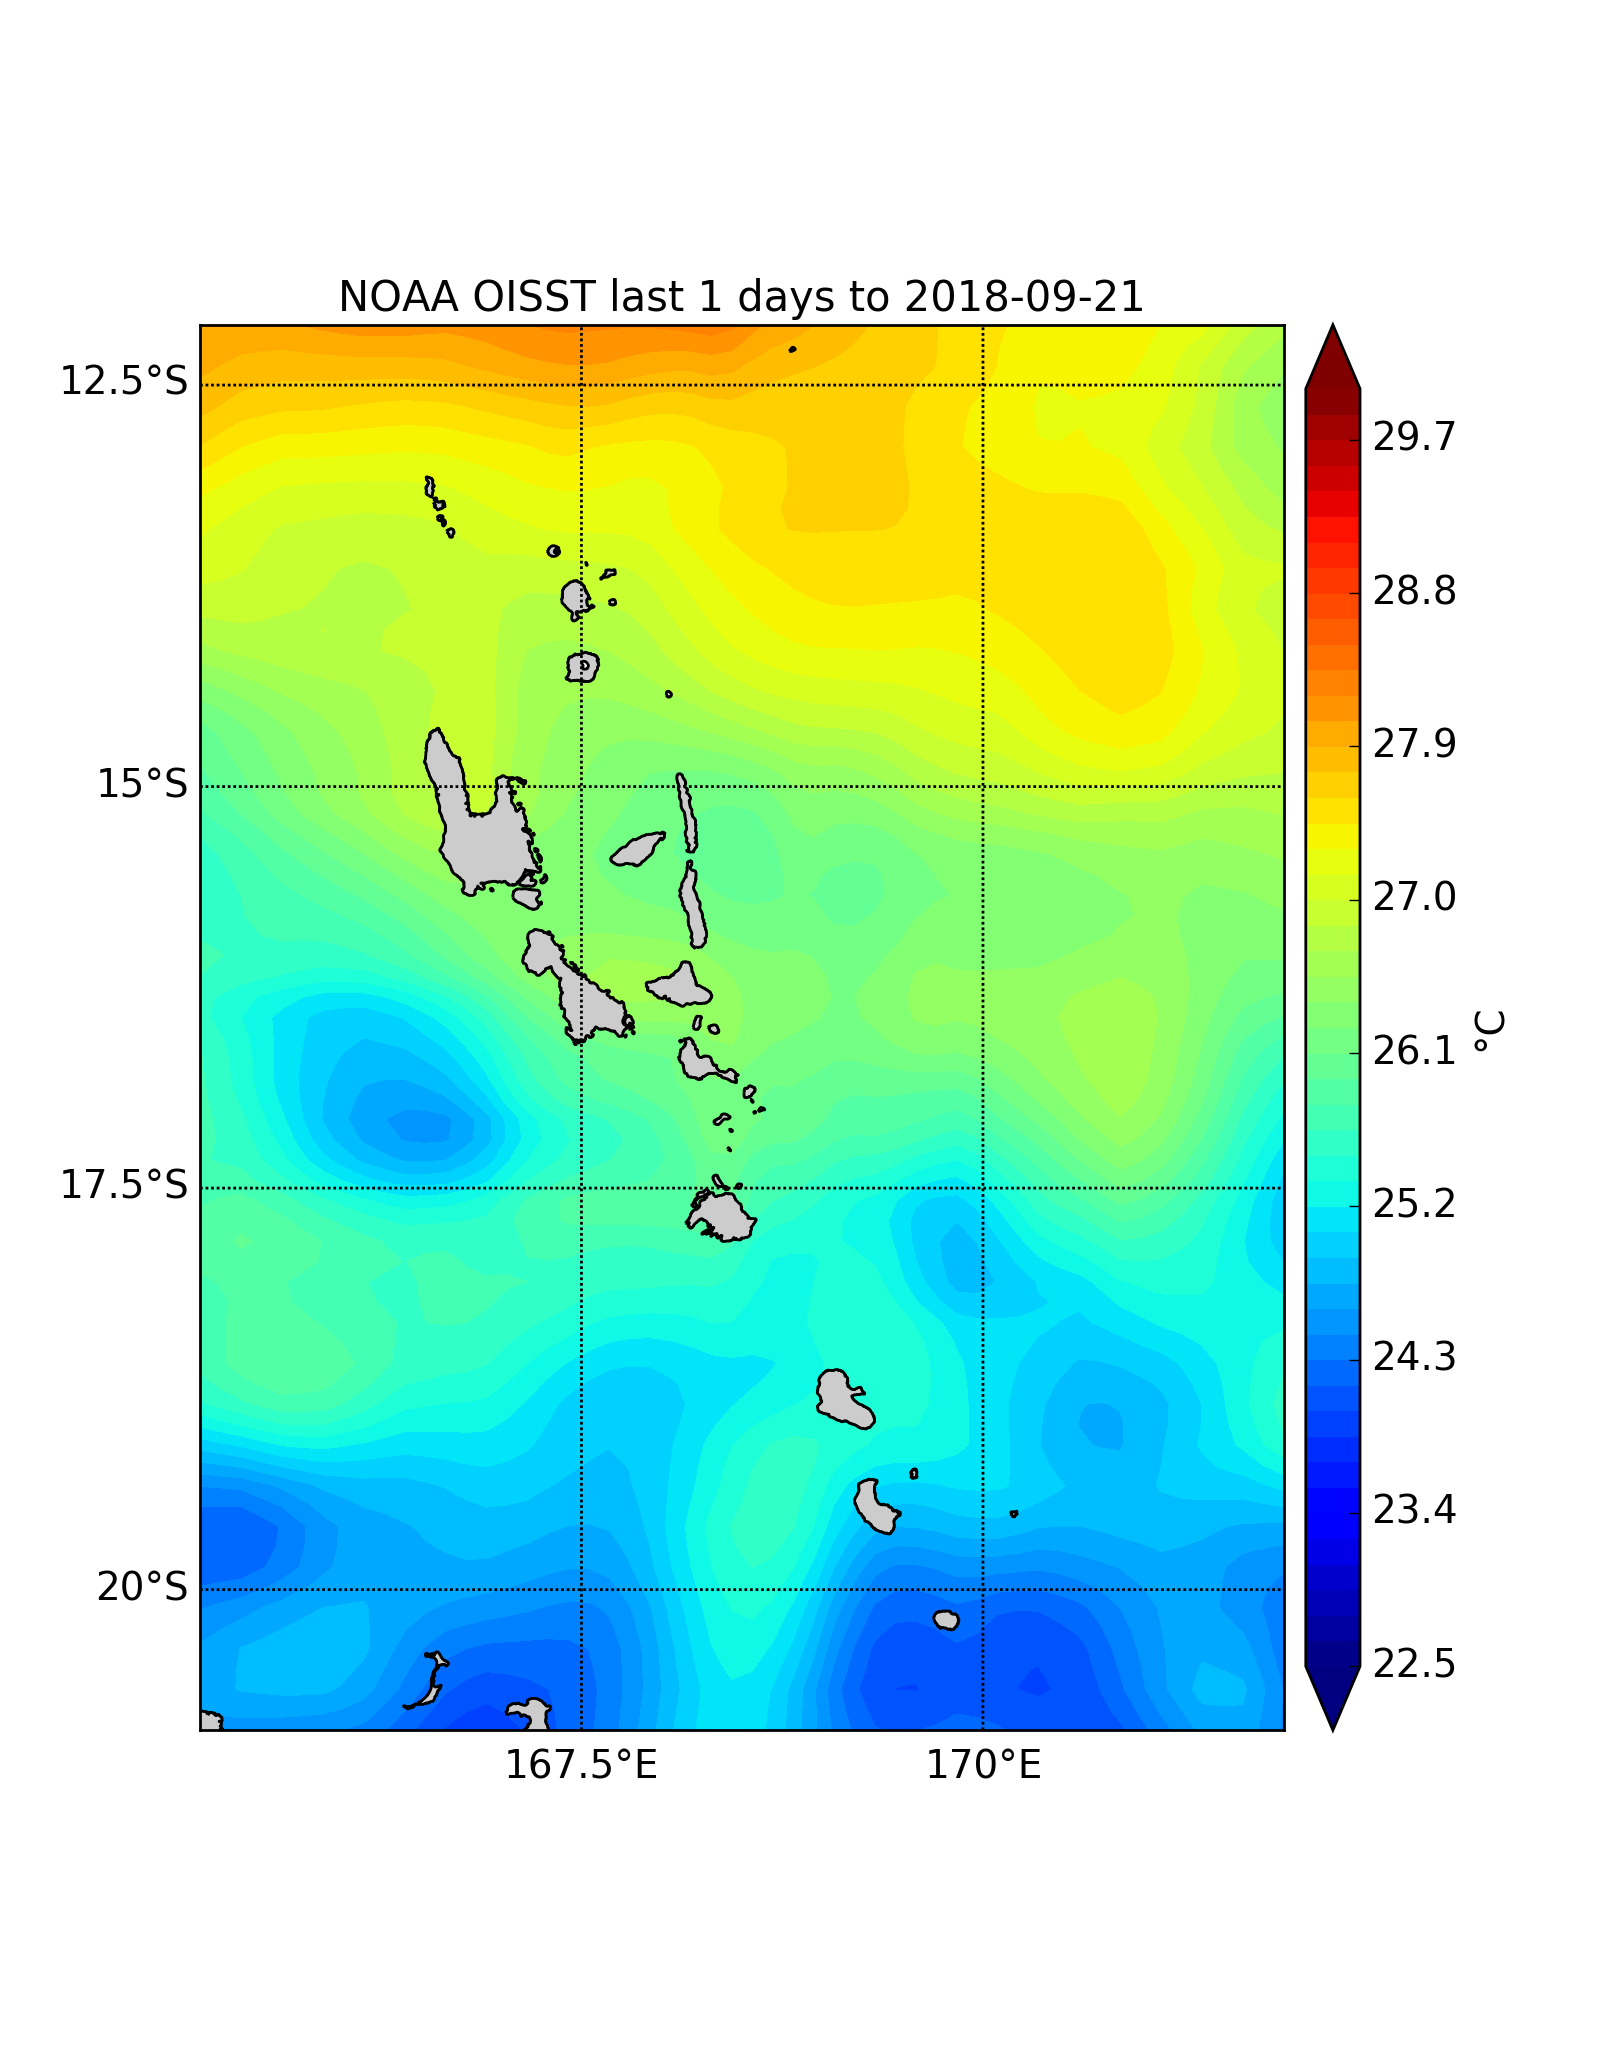 NOAA OISST last 1 days to 2018-09-21
12.5°S
15°S
17.5°S
20°S
167.5°E
170°E
29.7
28.8
27.9
27.0
26.1
25.2
24.3
23.4
22.5
°C